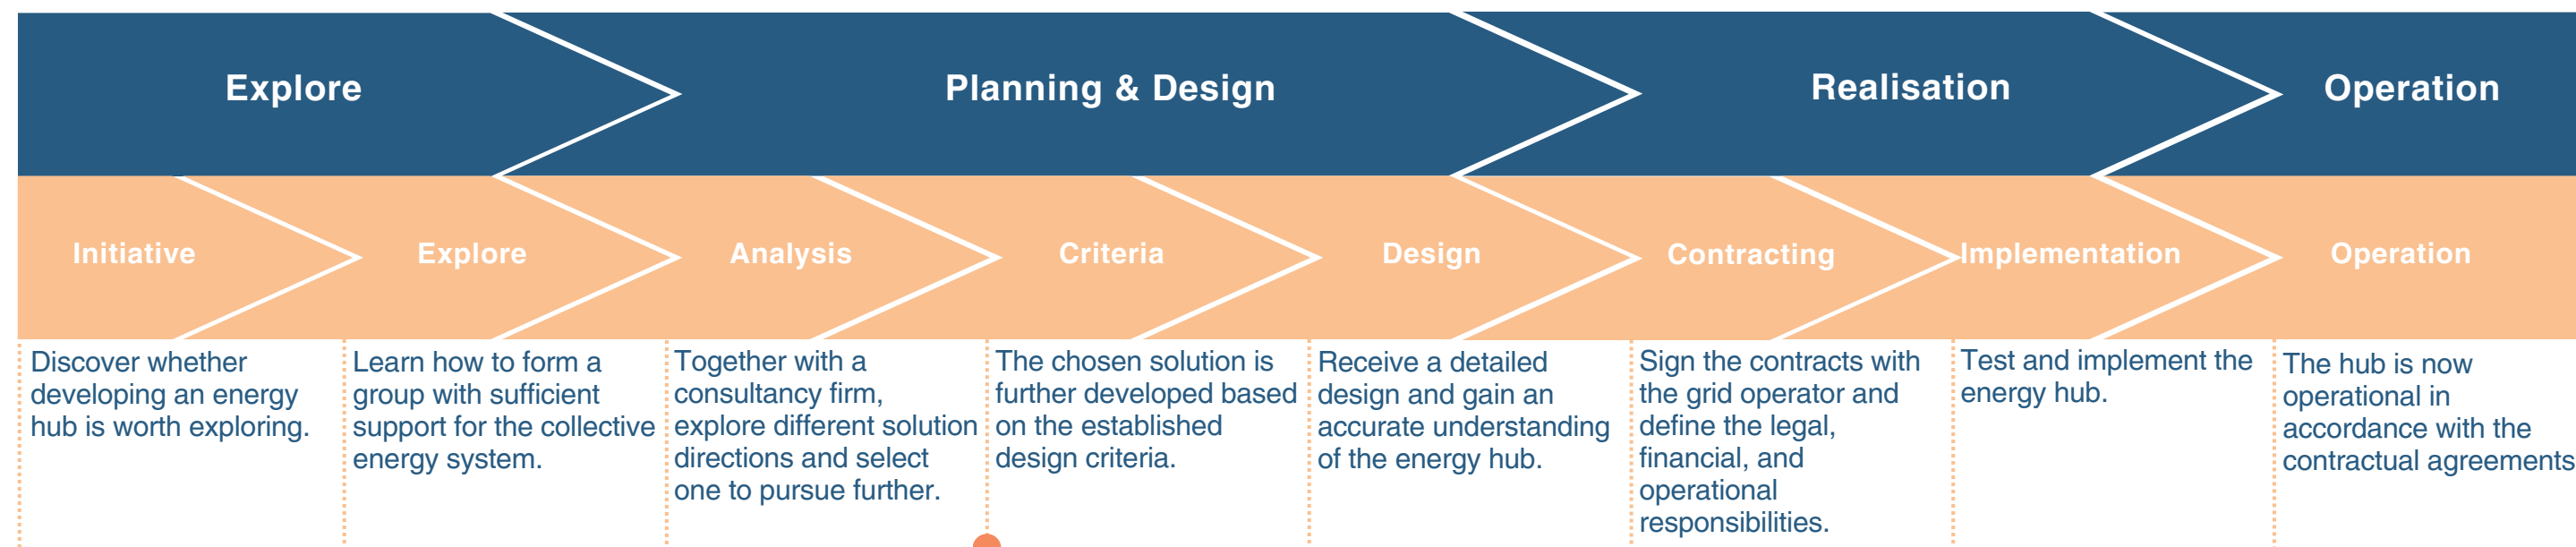 Explore
Planning & Design
Realisation
Operation
Initiative
Explore
Analysis
Criteria
Design
Contracting
Implementation
Operation
Discover whether
developing an energy
hub is worth exploring.
Learn how to form a
group with sufficient
support for the collective
energy system.
Together with a
consultancy firm,
explore different solution
directions and select
one to pursue further.
The chosen solution is
further developed based
on the established
design criteria.
Receive a detailed
design and gain an
accurate understanding
of the energy hub.
Sign the contracts with
the grid operator and
define the legal,
financial, and
operational
responsibilities.
Test and implement the
energy hub.
The hub is now
operational in
accordance with the
contractual agreements